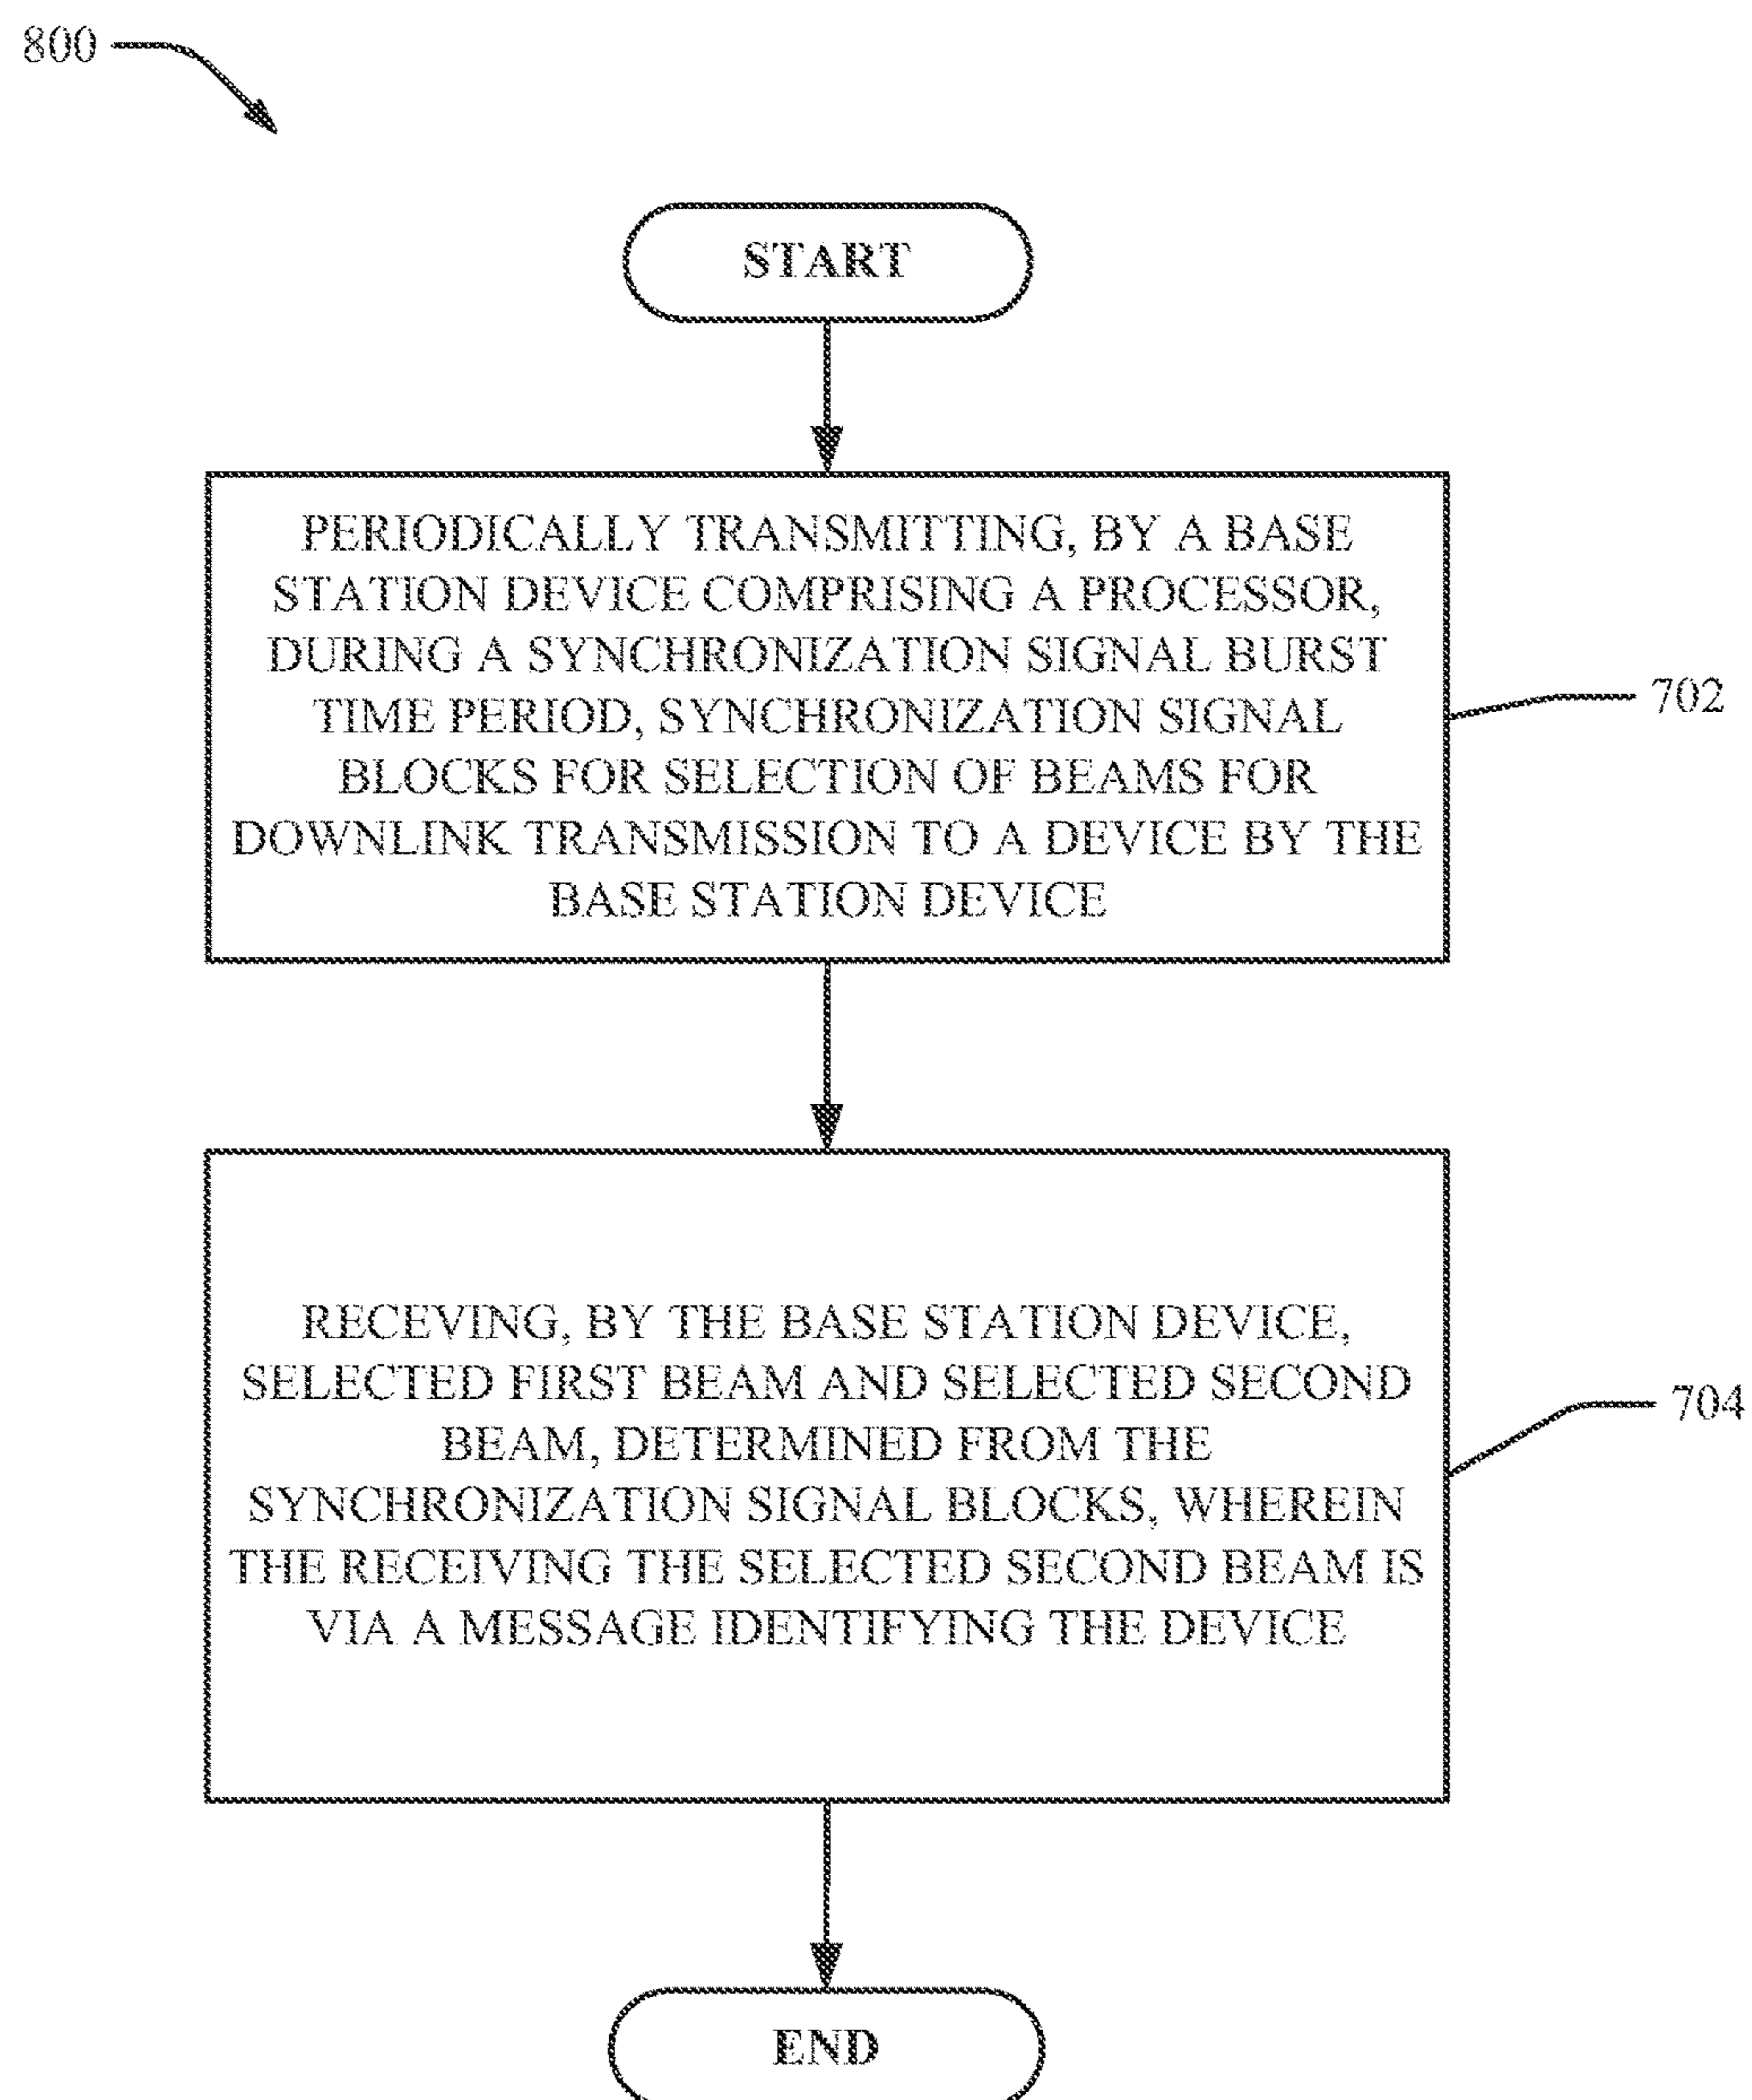 800
START
PERIODICALLY TRANSMITTING, BY A BASE
STATION DEVICE COMPRISING A PROCESSOR,
DURING A SYNCHRONIZATION SIGNAL BURST
TIME PERIOD, SYNCHRONIZATION SIGNAL
BLOCKS FOR SELECTION OF BEAMS FOR
DOWNLINK TRANSMISSION TO A DEVICE BY THE
BASE STATION DEVICE
702
RECEVING, BY THE BASE STATION DEVICE,
SELECTED FIRST BEAM AND SELECTED SECOND
BEAM, DETERMINED FROM THE
SYNCHRONIZATION SIGNAL BLOCKS, WHEREIN
THE RECEIVING THE SELECTED SECOND BEAM IS
VIA A MESSAGE IDENTIFYING THE DEVICE
704
END